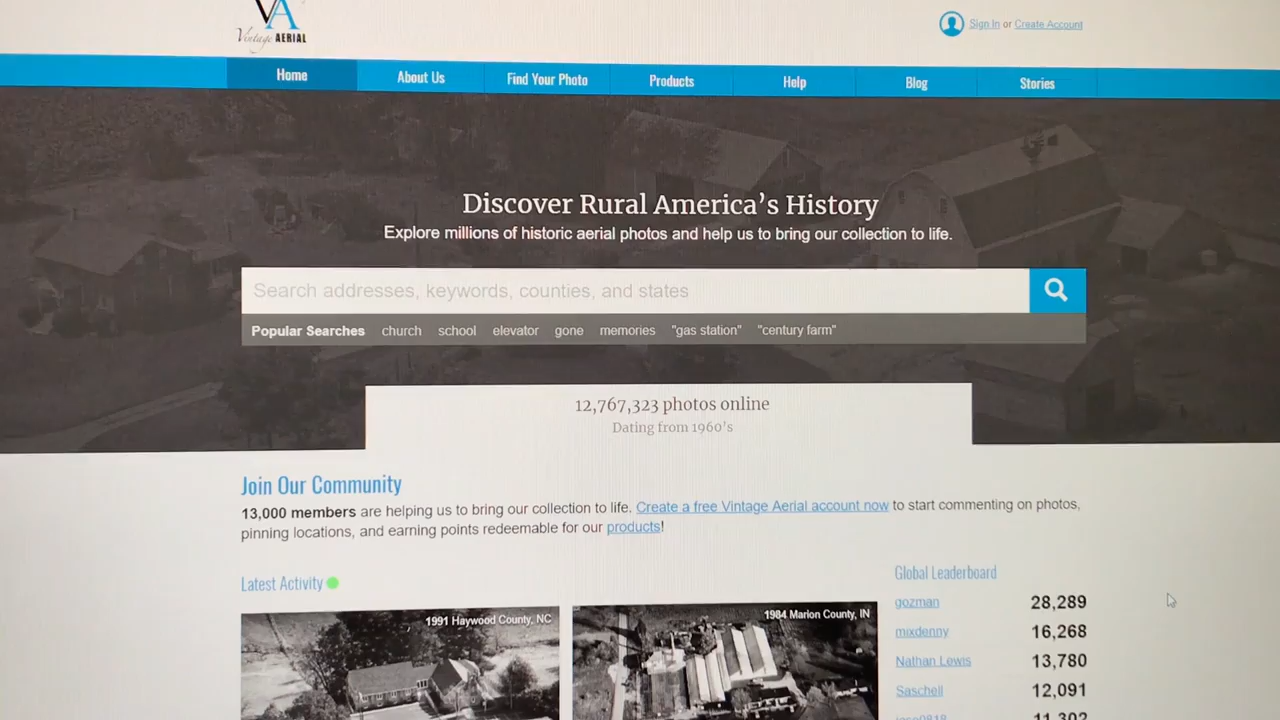 VA
Vintage AERIAL
Sign In or Create Account
Home
About Us
Find Your Photo
Products
Help
Blog
Stories
Discover Rural America's History
Explore millions of historic aerial photos and help us to bring our collection to life.
Search addresses, keywords, counties, and states
Popular Searches church school elevator gone memories "gas station" "century farm"
12,767,323 photos online
Dating from 1960's
Join Our Community
13,000 members are helping us to bring our collection to life. Create a free Vintage Aerial account now to start commenting on photos,
pinning locations, and earning points redeemable for our products!
Latest Activity
1991 Haywood County, NC
1984 Marion County, IN
Global Leaderboard
gozman 28,289
mixdenny 16,268
Nathan Lewis 13,780
Saschell 12,091
11,302